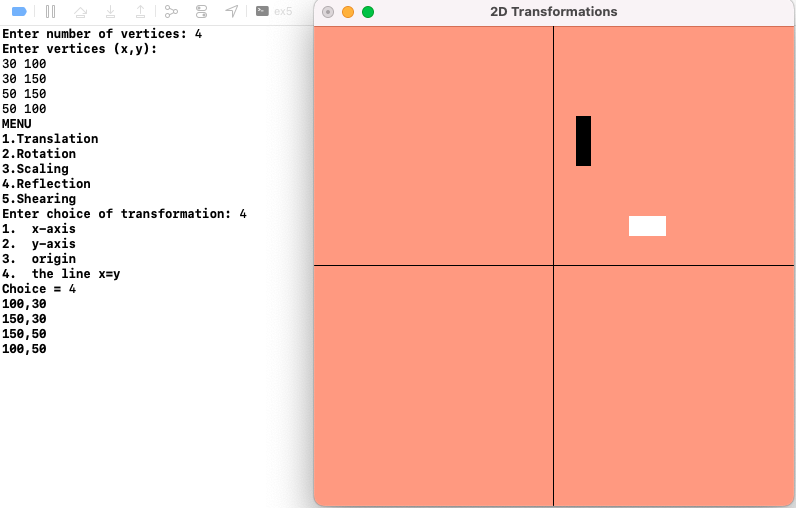 ex5
2D Transformations
Enter number of vertices: 4
Enter vertices (x,y):
30 100
30 150
50 150
50 100
MENU
1.Translation
2.Rotation
3.Scaling
4.Reflection
5.Shearing
Enter choice of transformation: 4
1.  x-axis
2.  y-axis
3.  origin
4.  the line x=y
Choice = 4
100,30
150,30
150,50
100,50